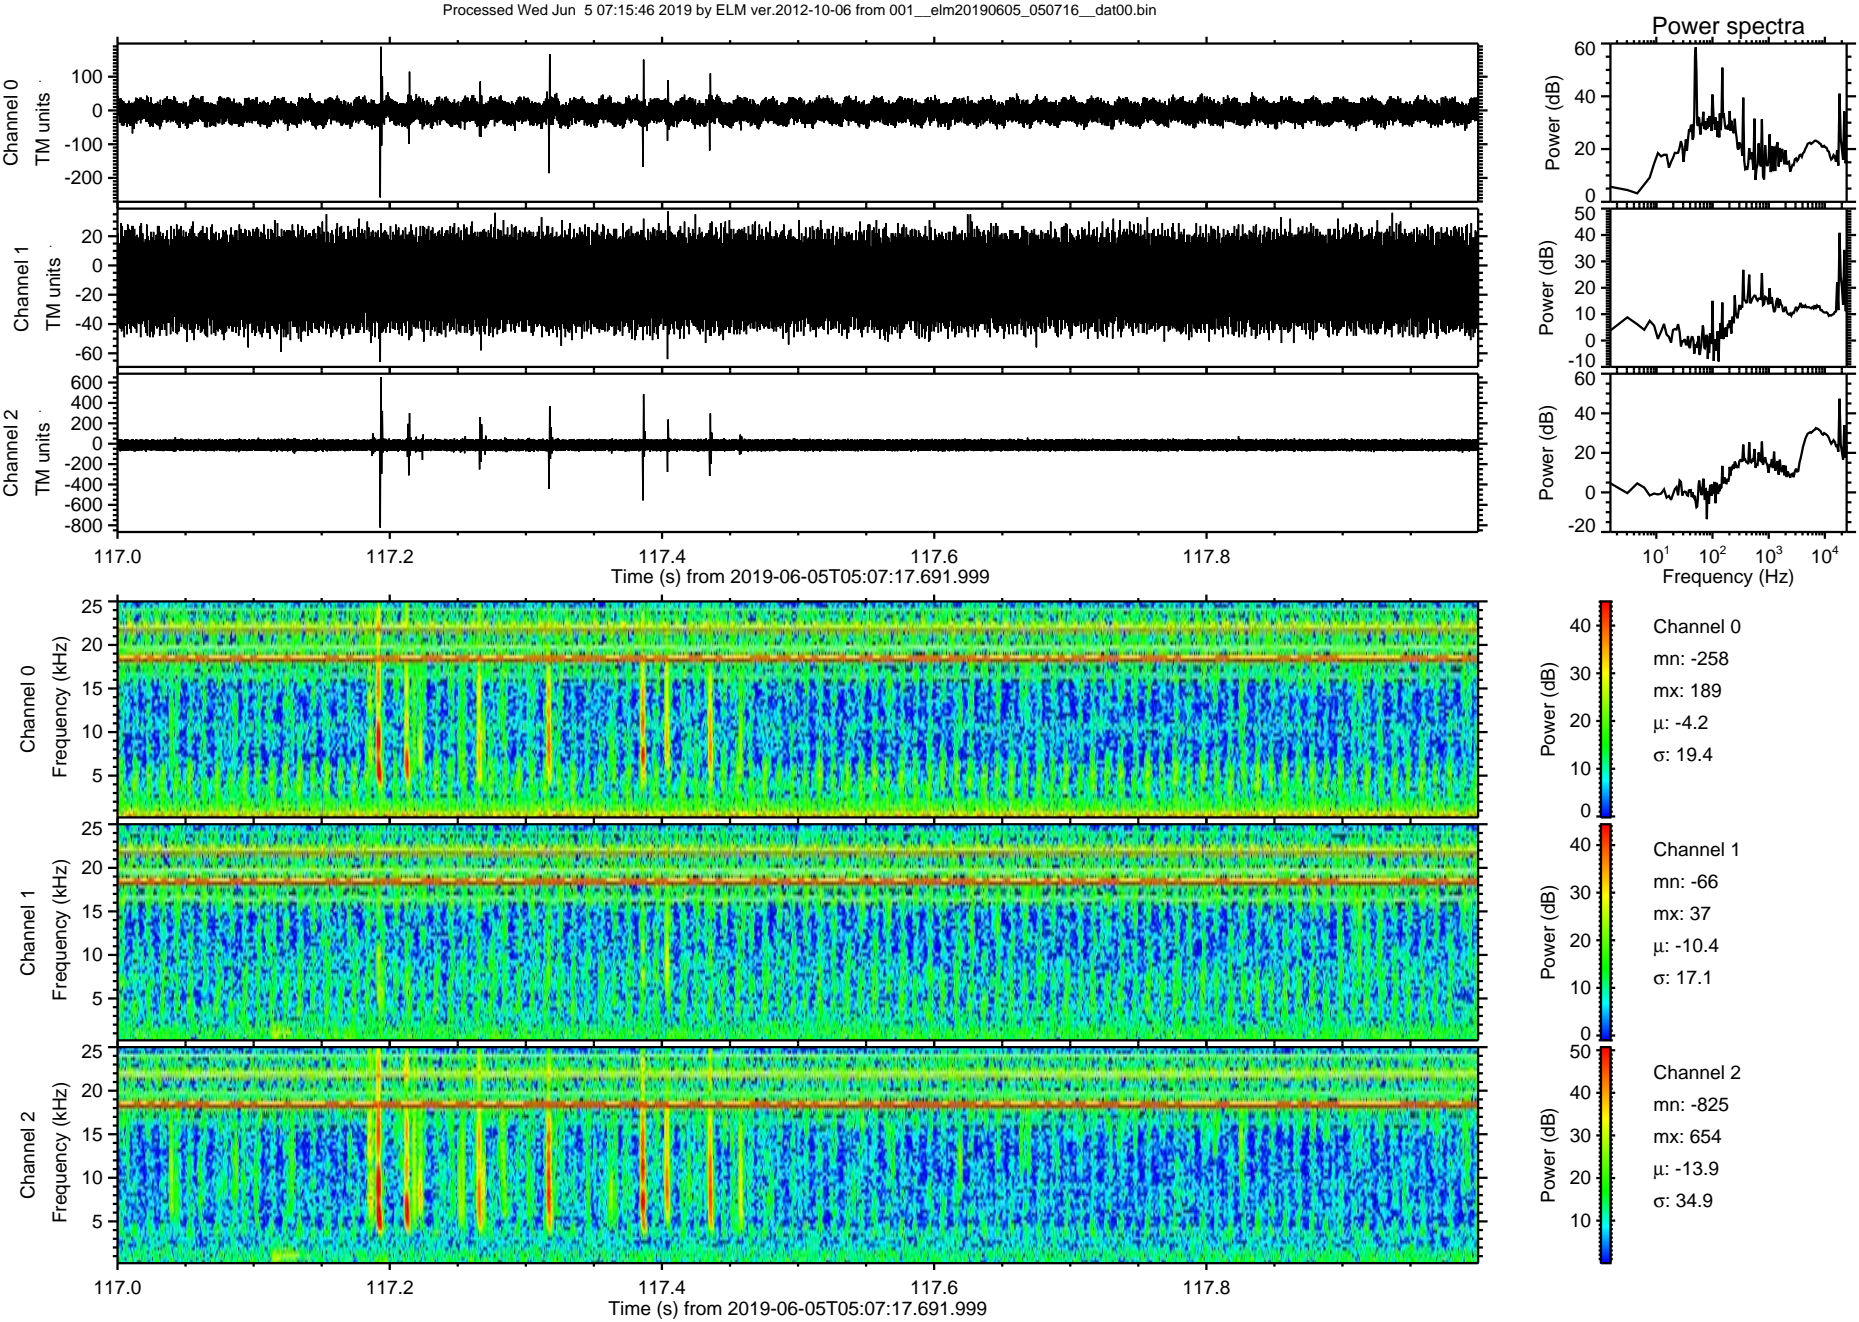 Processed Wed Jun  5 07:15:46 2019 by ELM ver.2012-10-06 from 001__elm20190605_050716__dat00.bin
Power spectra
Channel 0
TM units
100
0
-100
-200
Power (dB)
60
40
20
0
Channel 1
TM units
20
0
-20
-40
-60
Power (dB)
50
40
30
20
10
0
-10
Channel 2
TM units
600
400
200
0
-200
-400
-600
-800
Power (dB)
60
40
20
0
-20
117.0 117.2 117.4 117.6 117.8
Time (s) from 2019-06-05T05:07:17.691.999
10¹ 10² 10³ 10⁴
Frequency (Hz)
Channel 0
Frequency (kHz)
25
20
15
10
5
Power (dB)
40
30
20
10
0
Channel 0
mn: -258
mx: 189
μ: -4.2
σ: 19.4
Channel 1
Frequency (kHz)
25
20
15
10
5
Power (dB)
40
30
20
10
0
Channel 1
mn: -66
mx: 37
μ: -10.4
σ: 17.1
Channel 2
Frequency (kHz)
25
20
15
10
5
Power (dB)
50
40
30
20
10
Channel 2
mn: -825
mx: 654
μ: -13.9
σ: 34.9
117.0 117.2 117.4 117.6 117.8
Time (s) from 2019-06-05T05:07:17.691.999